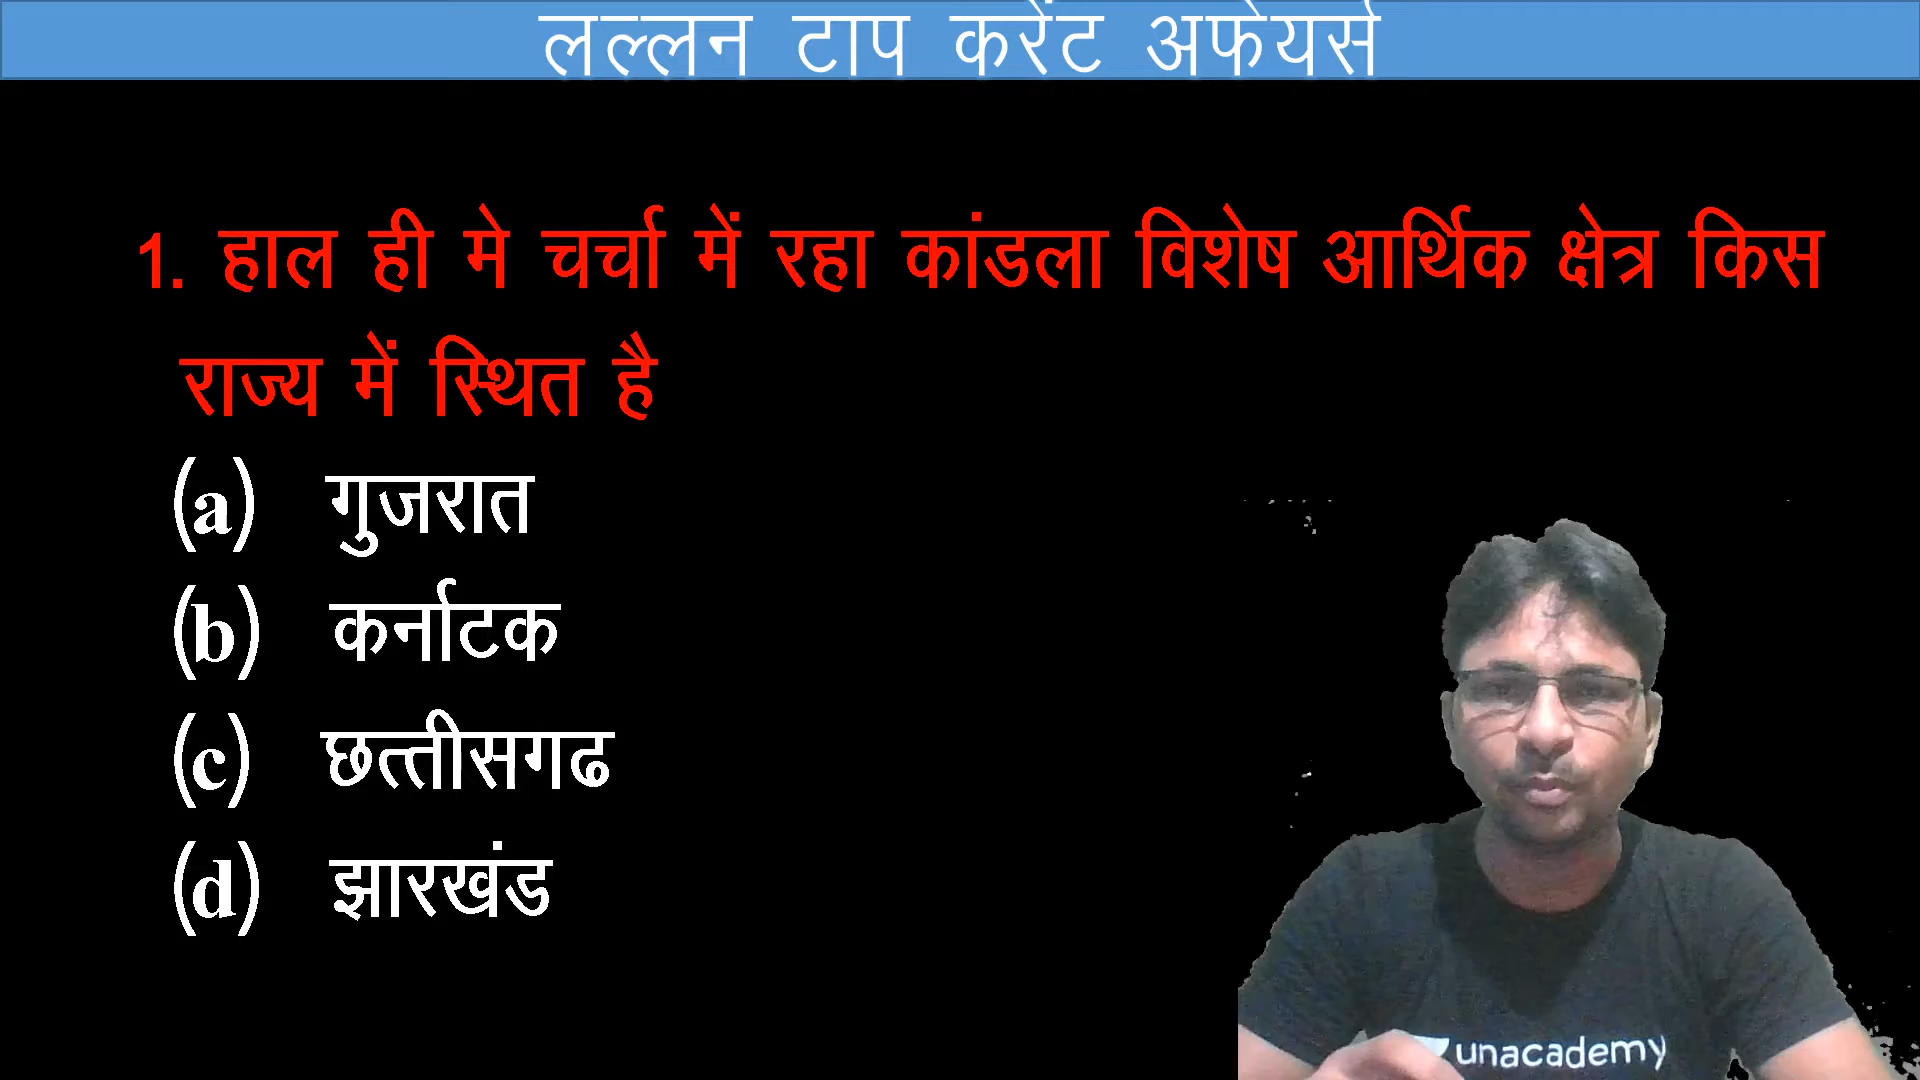 लल्लन टाप करेंट अफेयर्स
1. हाल ही मे चर्चा में रहा कांडला विशेष आर्थिक क्षेत्र किस
राज्य में स्थित है
(a) गुजरात
(b) कर्नाटक
(c) छत्तीसगढ
(d) झारखंड
unacademy